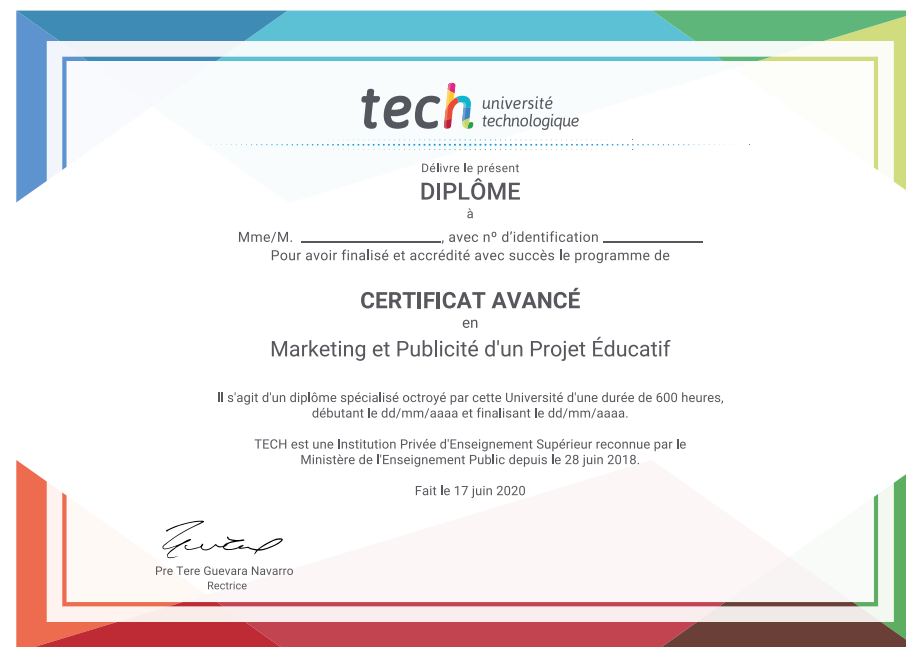 tech université
technologique
Délivre le présent
DIPLÔME
à
Mme/M. ____________________, avec nº d'identification ______________
Pour avoir finalisé et accrédité avec succès le programme de
CERTIFICAT AVANCÉ
en
Marketing et Publicité d'un Projet Éducatif
Il s'agit d'un diplôme spécialisé octroyé par cette Université d'une durée de 600 heures,
débutant le dd/mm/aaaa et finalisant le dd/mm/aaaa.
TECH est une Institution Privée d'Enseignement Supérieur reconnue par le
Ministère de l'Enseignement Public depuis le 28 juin 2018.
Fait le 17 juin 2020
Pre Tere Guevara Navarro
Rectrice